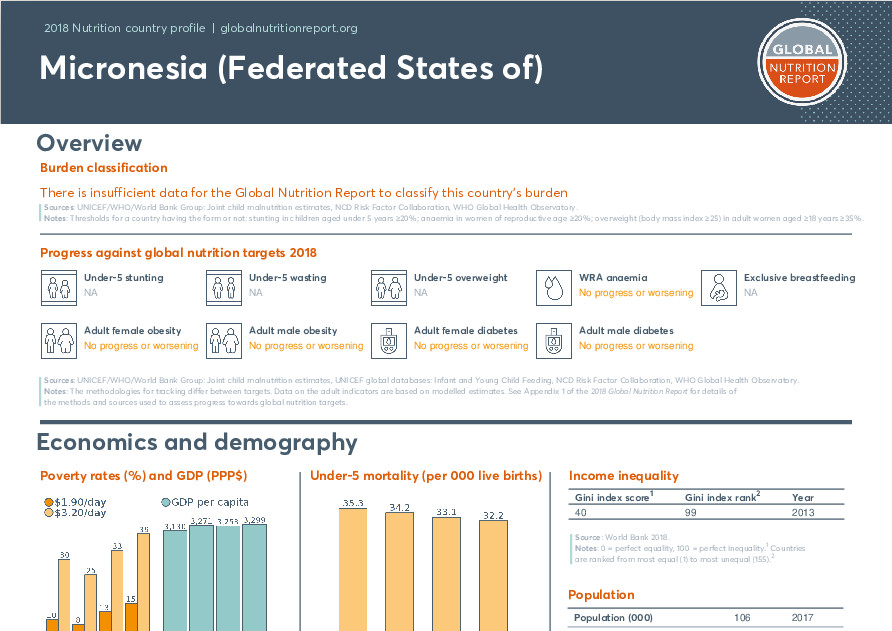 2018 Nutrition country profile | globalnutritionreport.org
Micronesia (Federated States of)
GLOBAL
NUTRITION
REPORT
Overview
Burden classification
There is insufficient data for the Global Nutrition Report to classify this country's burden
Sources: UNICEF/WHO/World Bank Group: Joint child malnutrition estimates, NCD Risk Factor Collaboration, WHO Global Health Observatory.
Notes: Thresholds for a country having the form or not: stunting in children aged under 5 years ≥20%; anaemia in women of reproductive age ≥20%; overweight (body mass index ≥25) in adult women aged ≥18 years ≥35%.
Progress against global nutrition targets 2018
Under-5 stunting
NA
Under-5 wasting
NA
Under-5 overweight
NA
WRA anaemia
No progress or worsening
Exclusive breastfeeding
NA
Adult female obesity
No progress or worsening
Adult male obesity
No progress or worsening
Adult female diabetes
No progress or worsening
Adult male diabetes
No progress or worsening
Sources: UNICEF/WHO/World Bank Group: Joint child malnutrition estimates, UNICEF global databases: Infant and Young Child Feeding, NCD Risk Factor Collaboration, WHO Global Health Observatory.
Notes: The methodologies for tracking differ between targets. Data on the adult indicators are based on modelled estimates. See Appendix 1 of the 2018 Global Nutrition Report for details of
the methods and sources used to assess progress towards global nutrition targets.
Economics and demography
Poverty rates (%) and GDP (PPP$)
$1.90/day
$3.20/day
GDP per capita
30
8
25
13
33
15
39
3,130
3,271
3,253
3,299
Under-5 mortality (per 000 live births)
35.3
34.2
33.1
32.2
Income inequality
Gini index score1 Gini index rank2 Year
40 99 2013
Source: World Bank 2018.
Notes: 0 = perfect equality, 100 = perfect inequality.1 Countries
are ranked from most equal (1) to most unequal (155).2
Population
Population (000) 106 2017